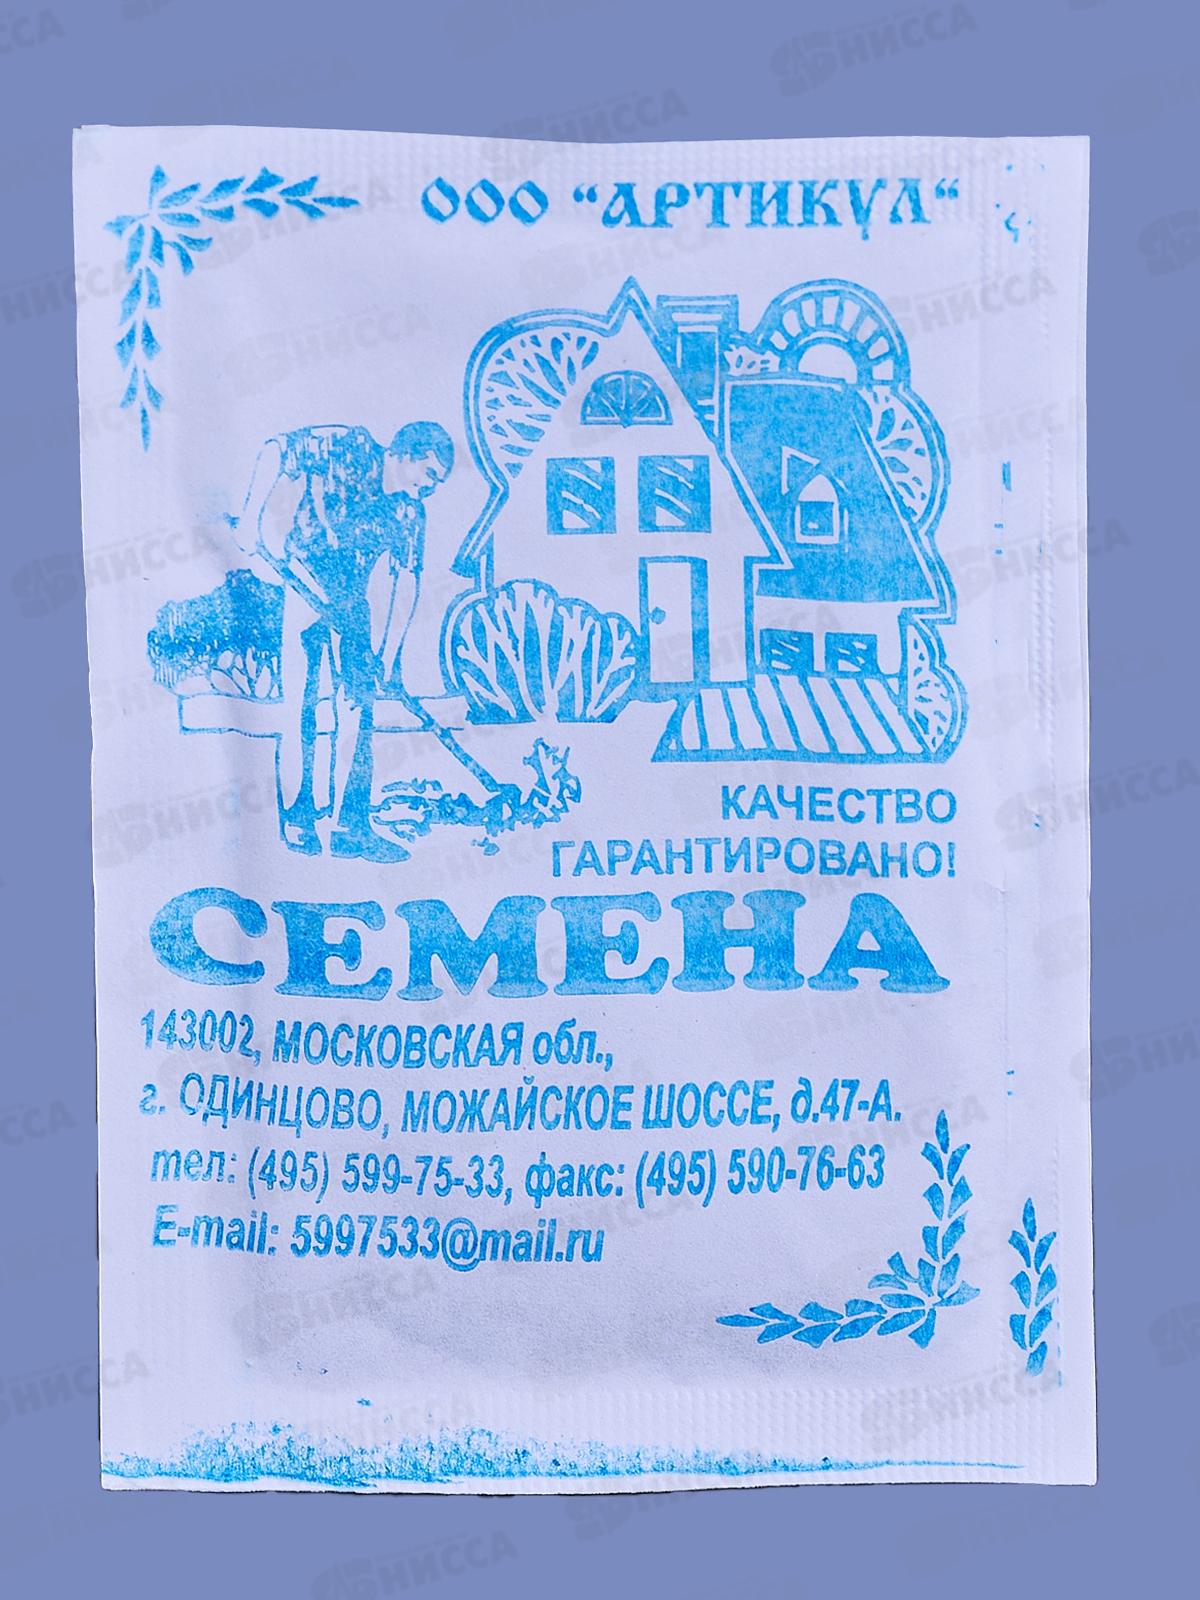 ООО "АРТИКУЛ"
КАЧЕСТВО
ГАРАНТИРОВАНО!
СЕМЕНА
143002, МОСКОВСКАЯ обл.,
г. ОДИНЦОВО, МОЖАЙСКОЕ ШОССЕ, д.47-А.
тел: (495) 599-75-33, факс: (495) 590-76-63
E-mail: 5997533@mail.ru